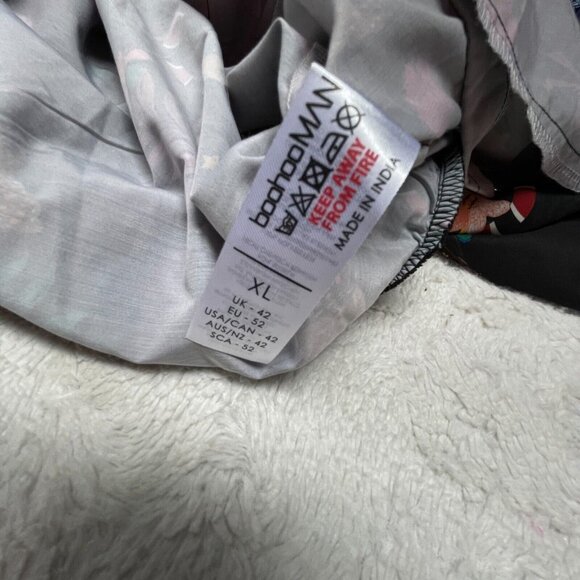 boohooMAN
KEEP AWAY
FROM FIRE
MADE IN INDIA
XL
UK - 42
EU - 52
USA/CAN - 42
AUS/NZ - 42
SCA - 52